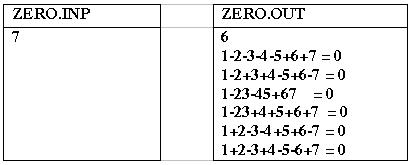 ZERO.INP
ZERO.OUT
7
6
1-2-3-4-5+6+7 = 0
1-2+3+4-5+6-7 = 0
1-23-45+67 = 0
1-23+4+5+6+7 = 0
1+2-3-4+5+6-7 = 0
1+2-3+4-5-6+7 = 0